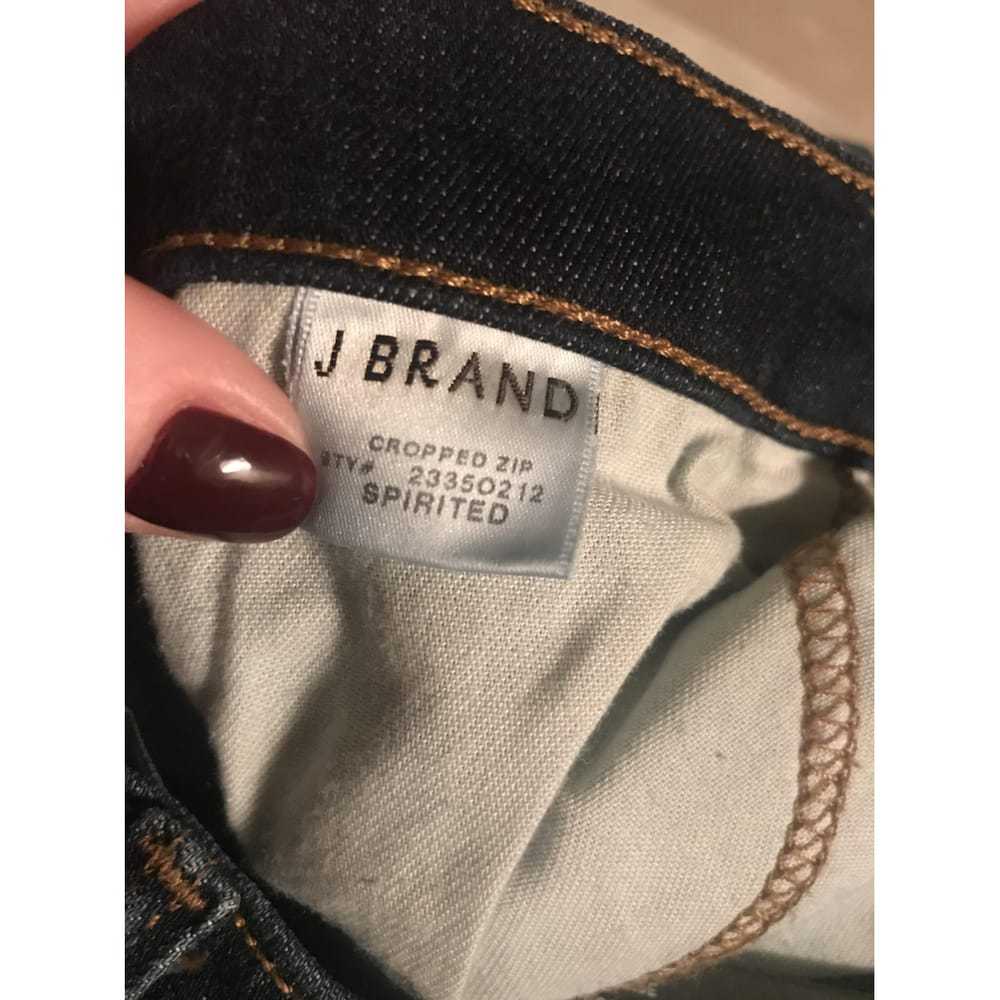 J BRAND
CROPPED ZIP
STY# 23350212
SPIRITED